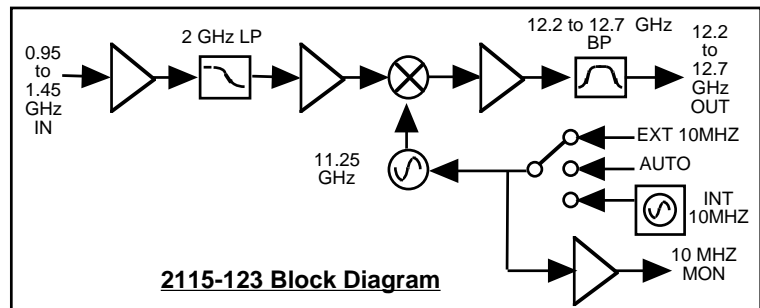 0.95
to
1.45
GHz
IN
2 GHz LP
12.2 to 12.7 GHz
BP
12.2
to
12.7
GHz
OUT
11.25
GHz
EXT 10MHZ
AUTO
INT
10MHZ
10 MHZ
MON
2115-123 Block Diagram